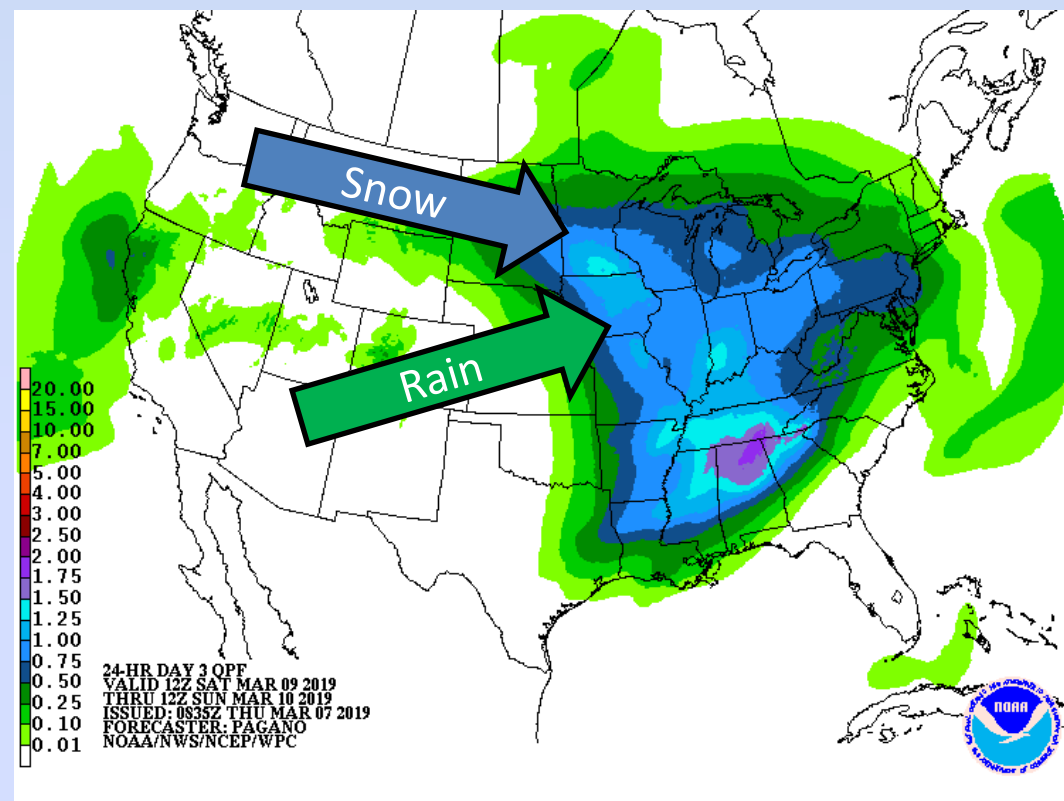 Snow
Rain
20.00
15.00
10.00
7.00
5.00
4.00
3.00
2.50
2.00
1.75
1.50
1.25
1.00
0.75
0.50
0.25
0.10
0.01
24-HR DAY 3 QPF
VALID 12Z SAT MAR 09 2019
THRU 12Z SUN MAR 10 2019
ISSUED: 0835Z THU MAR 07 2019
FORECASTER: PAGANO
NOAA/NWS/NCEP/WPC
NOAA